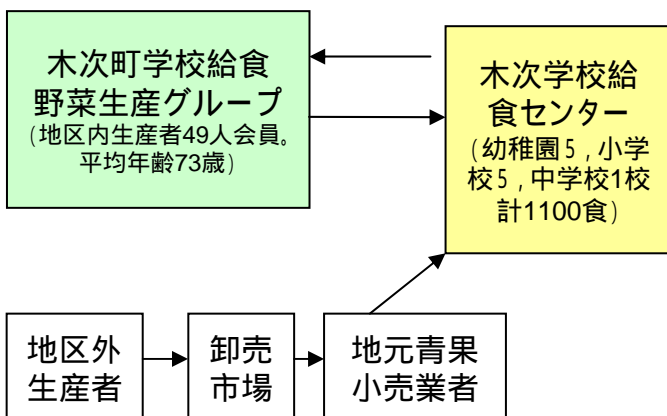 木次町学校給食
野菜生産グループ
(地区内生産者49人会員。
平均年齢73歳)
木次学校給
食センター
(幼稚園5,小学
校5,中学校1校
計1100食)
地区外
生産者
卸売
市場
地元青果
小売業者